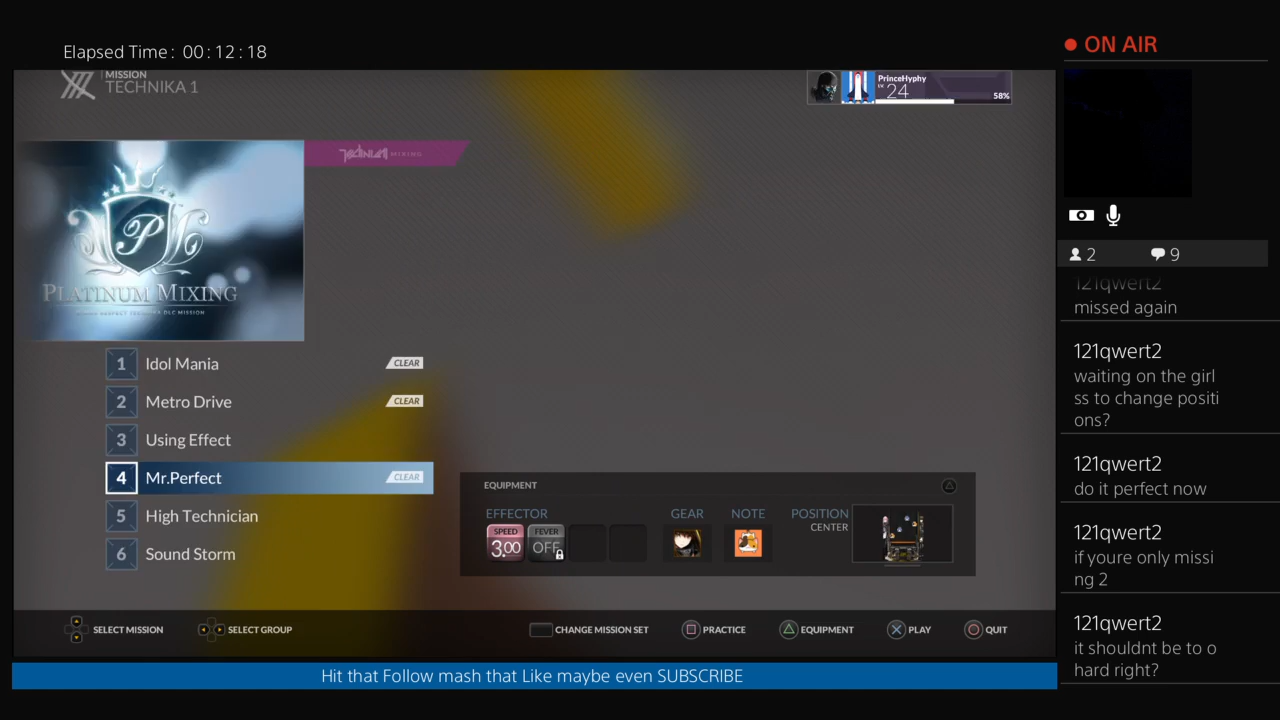 Elapsed Time: 00:12:18
ON AIR
MISSION
TECHNIKA 1
PrinceHyphy
LV. 24
58%
MIXING
P
PLATINUM MIXING
2
9
121qwert2
missed again
121qwert2
waiting on the girl
ss to change positi
ons?
121qwert2
do it perfect now
121qwert2
if youre only missi
ng 2
121qwert2
it shouldnt be to o
hard right?
1 Idol Mania CLEAR
2 Metro Drive CLEAR
3 Using Effect
4 Mr.Perfect CLEAR
5 High Technician
6 Sound Storm
EQUIPMENT
EFFECTOR GEAR NOTE POSITION
CENTER
SPEED FEVER
3.00 OFF
SELECT MISSION SELECT GROUP CHANGE MISSION SET PRACTICE EQUIPMENT PLAY QUIT
Hit that Follow mash that Like maybe even SUBSCRIBE